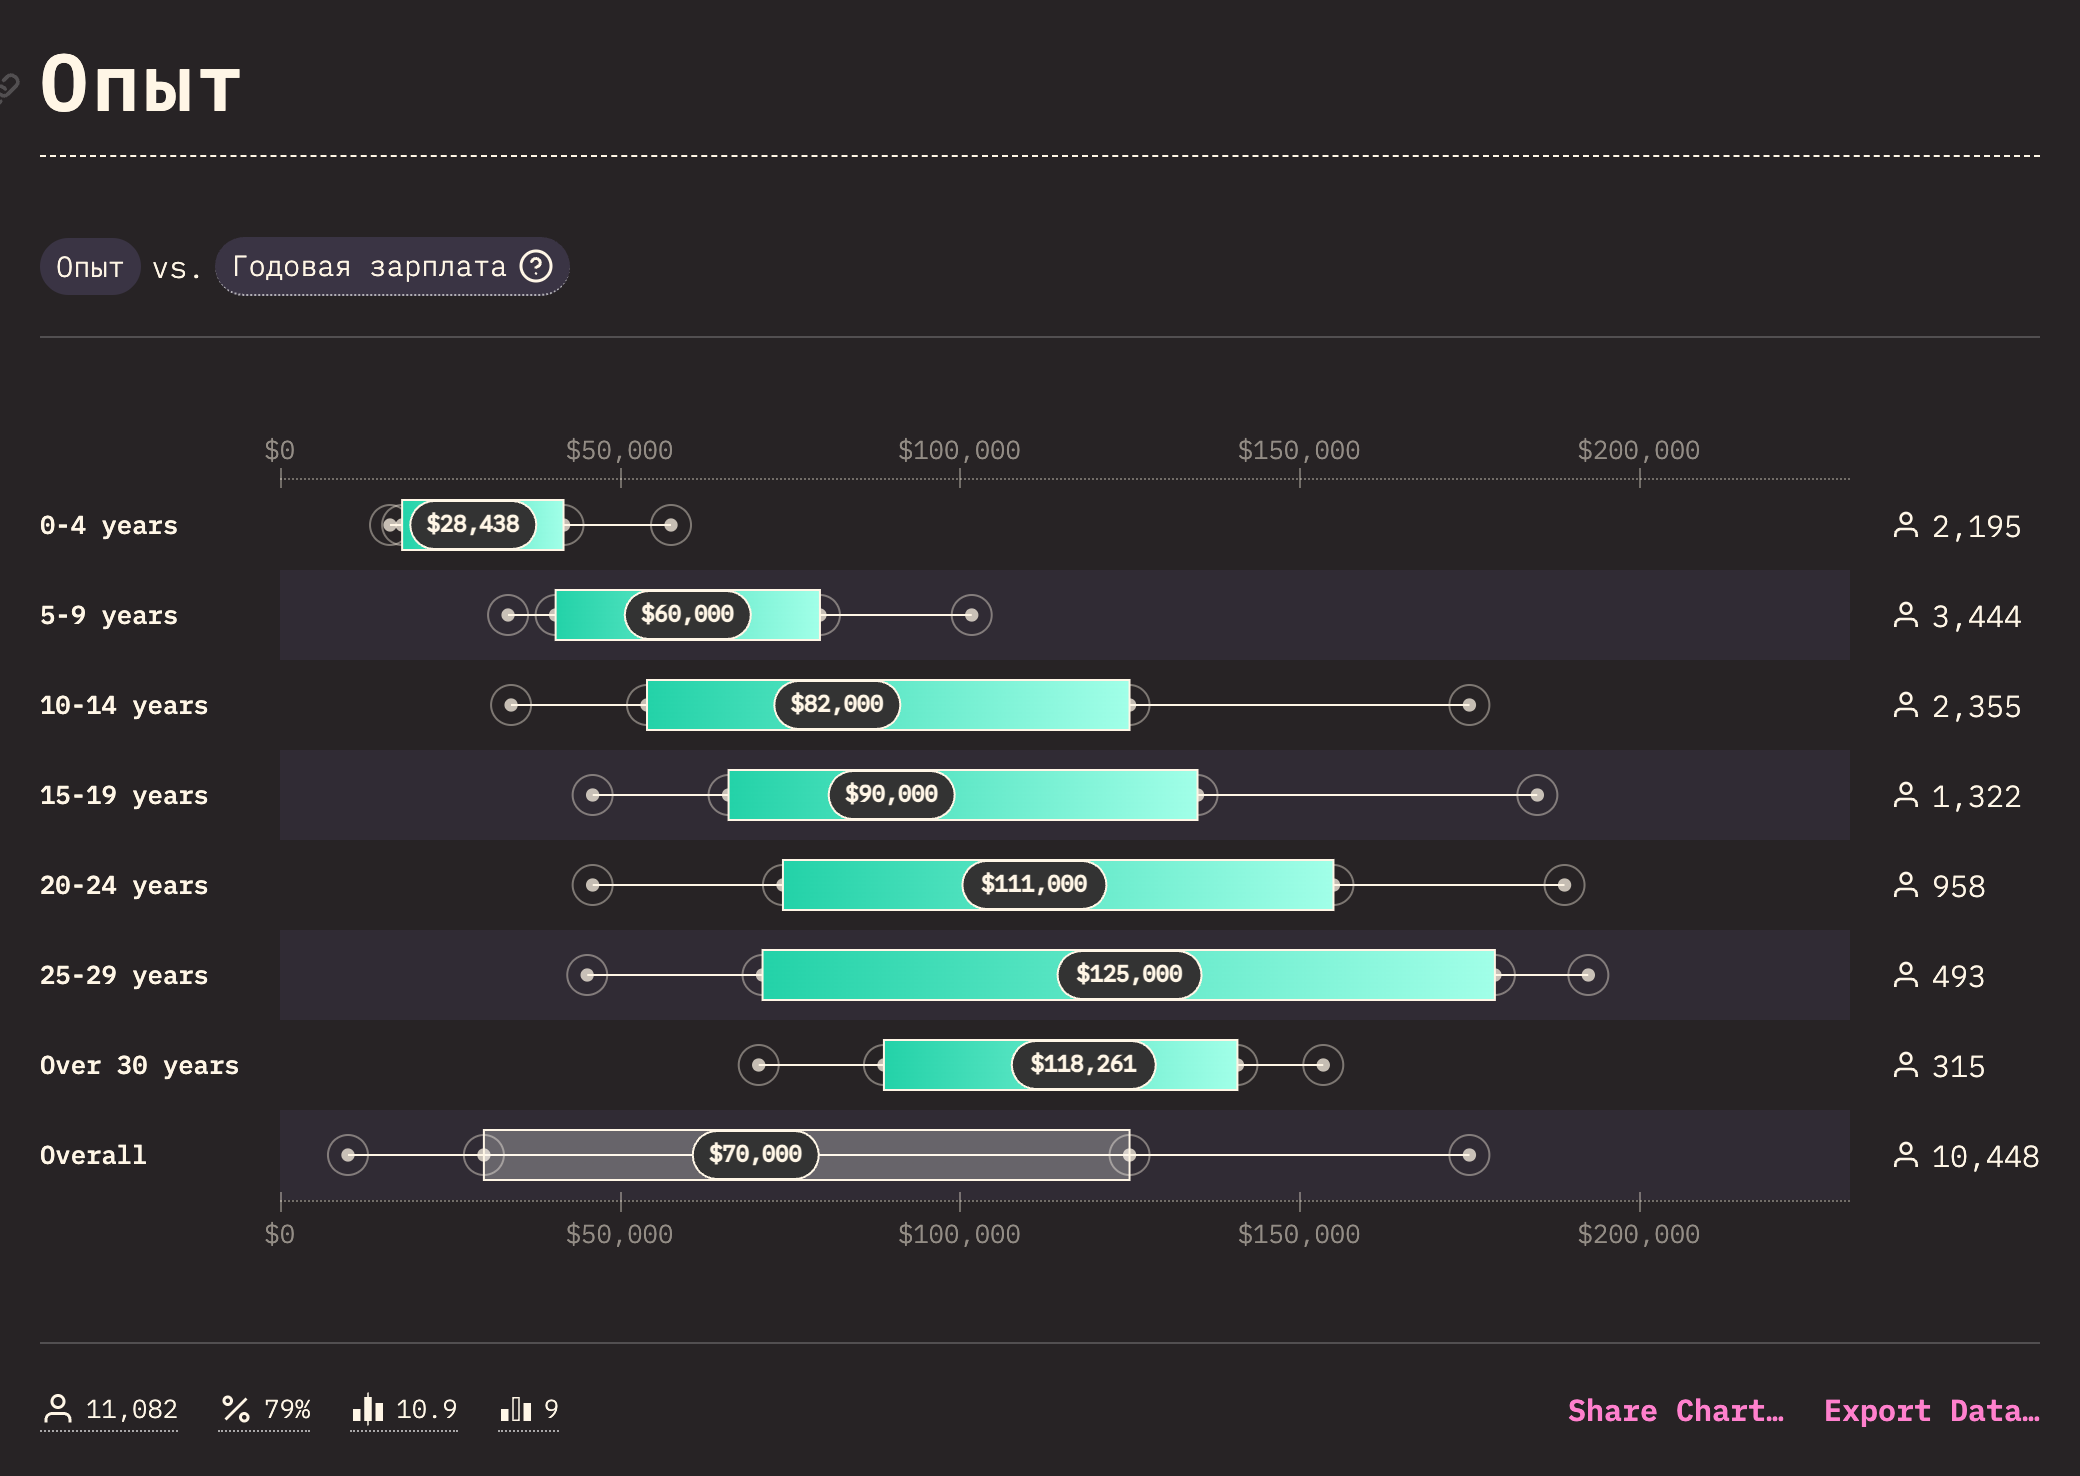 Опыт
Опыт vs. Годовая зарплата ?
$0 $50,000 $100,000 $150,000 $200,000
0-4 years $28,438 2,195
5-9 years $60,000 3,444
10-14 years $82,000 2,355
15-19 years $90,000 1,322
20-24 years $111,000 958
25-29 years $125,000 493
Over 30 years $118,261 315
Overall $70,000 10,448
$0 $50,000 $100,000 $150,000 $200,000
11,082 79% 10.9 9 Share Chart… Export Data…